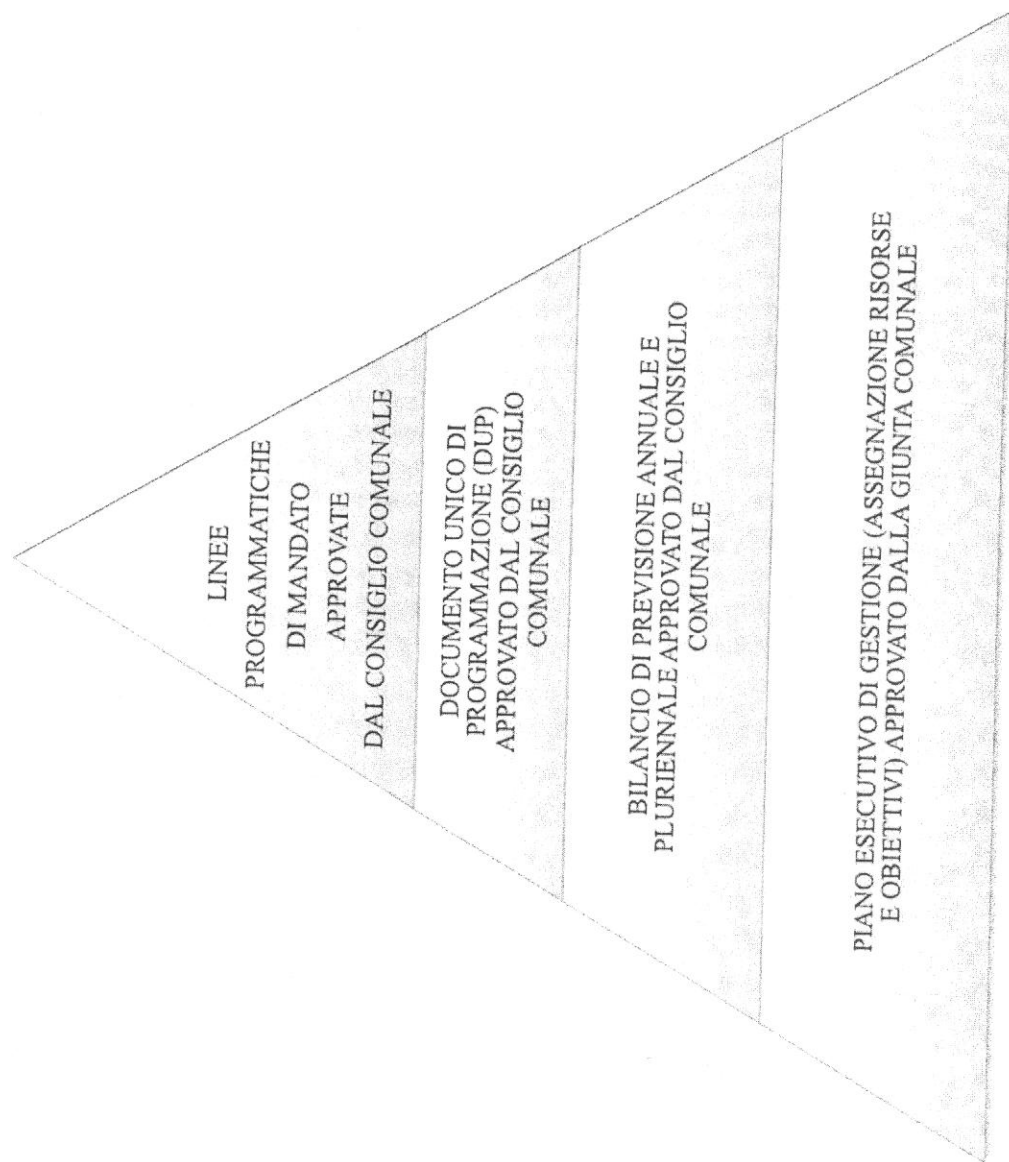 LINEE
PROGRAMMATICHE
DI MANDATO
APPROVATE
DAL CONSIGLIO COMUNALE
DOCUMENTO UNICO DI
PROGRAMMAZIONE (DUP)
APPROVATO DAL CONSIGLIO
COMUNALE
BILANCIO DI PREVISIONE ANNUALE E
PLURIENNALE APPROVATO DAL CONSIGLIO
COMUNALE
PIANO ESECUTIVO DI GESTIONE (ASSEGNAZIONE RISORSE
E OBIETTIVI) APPROVATO DALLA GIUNTA COMUNALE